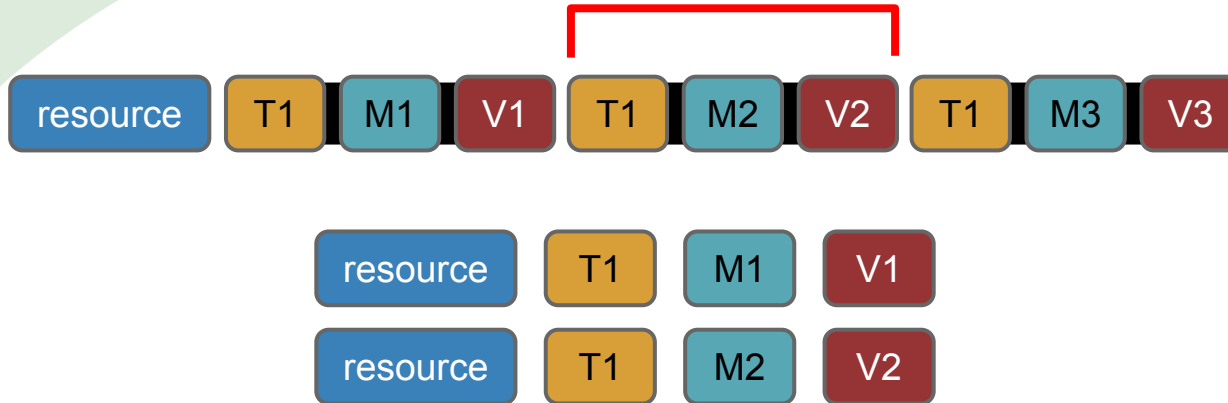 resource T1 M1 V1 T1 M2 V2 T1 M3 V3
resource T1 M1 V1
resource T1 M2 V2